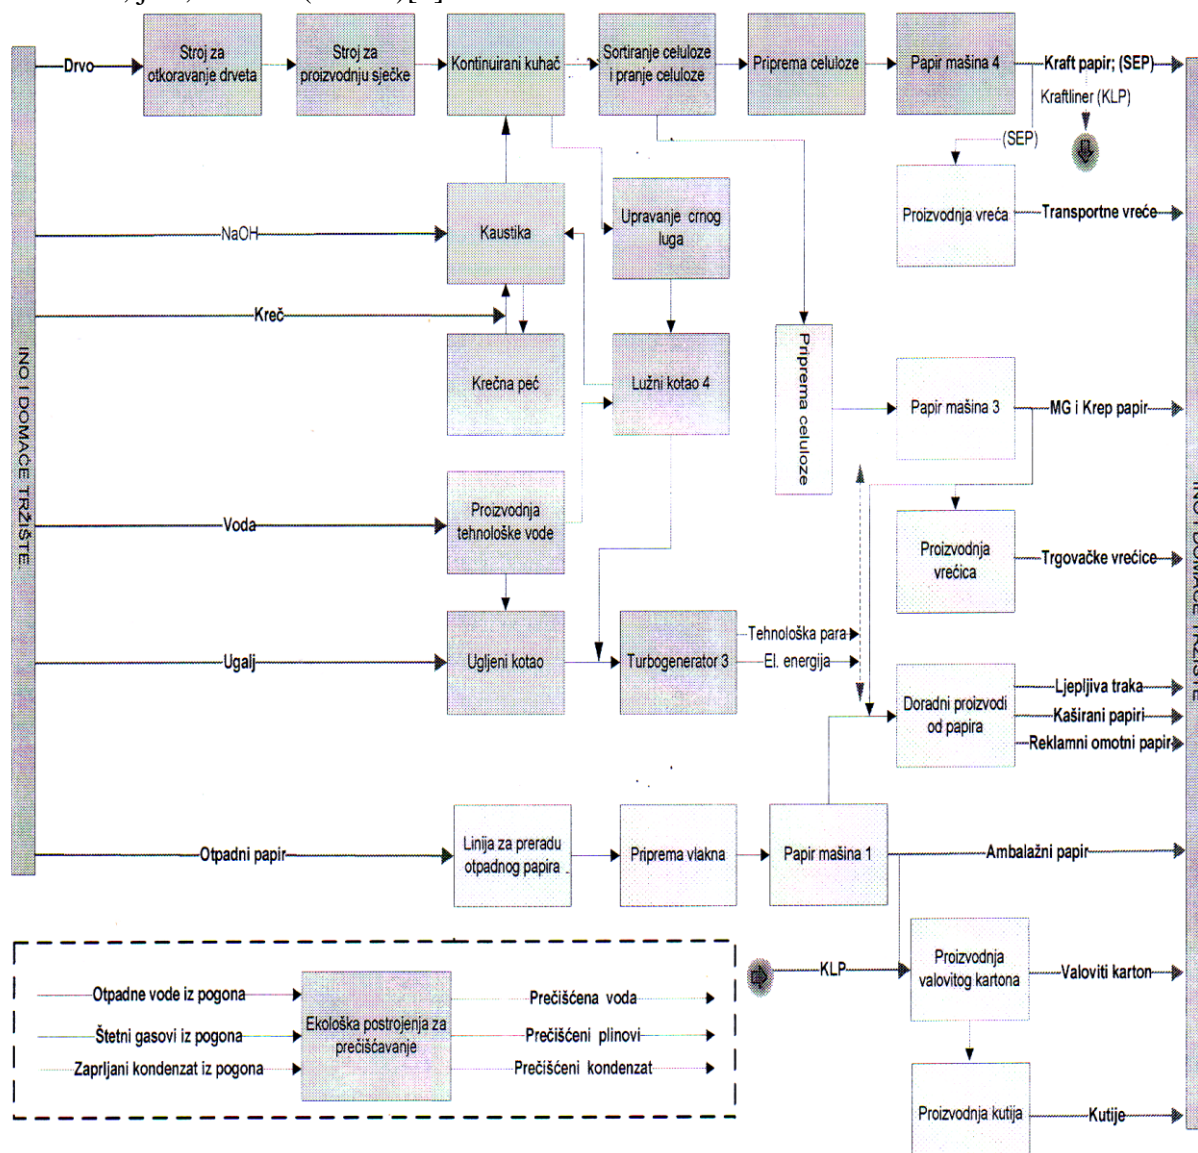 Drvo
Stroj za
otkoravanje drveta
Stroj za
proizvodnju sječke
Kontinuirani kuhač
Sortiranje celuloze
i pranje celuloze
Priprema celuloze
Papir mašina 4
Kraft papir; (SEP)
Kraftliner (KLP)
(SEP)
NaOH
Kaustika
Upravanje crnog
luga
Proizvodnja vreća
Transportne vreće
Kreč
INO I DOMAĆE TRŽIŠTE
Krečna peć
Lužni kotao 4
Priprema celuloze
Papir mašina 3
MG i Krep papir
Voda
Proizvodnja
tehnološke vode
Proizvodnja
vrećica
Trgovačke vrećice
INO I DOMAĆE TRŽIŠTE
Ugalj
Ugljeni kotao
Turbogenerator 3
Tehnološka para
El. energija
Doradni proizvodi
od papira
Ljepljiva traka
Kaširani papiri
Reklamni omotni papir
Otpadni papir
Linija za preradu
otpadnog papira
Priprema vlakna
Papir mašina 1
Ambalažni papir
KLP
Proizvodnja
valovitog kartona
Valoviti karton
Otpadne vode iz pogona
Štetni gasovi iz pogona
Zaprljani kondenzat iz pogona
Ekološka postrojenja za
prečišćavanje
Prečišćena voda
Prečišćeni plinovi
Prečišćeni kondenzat
Proizvodnja kutija
Kutije